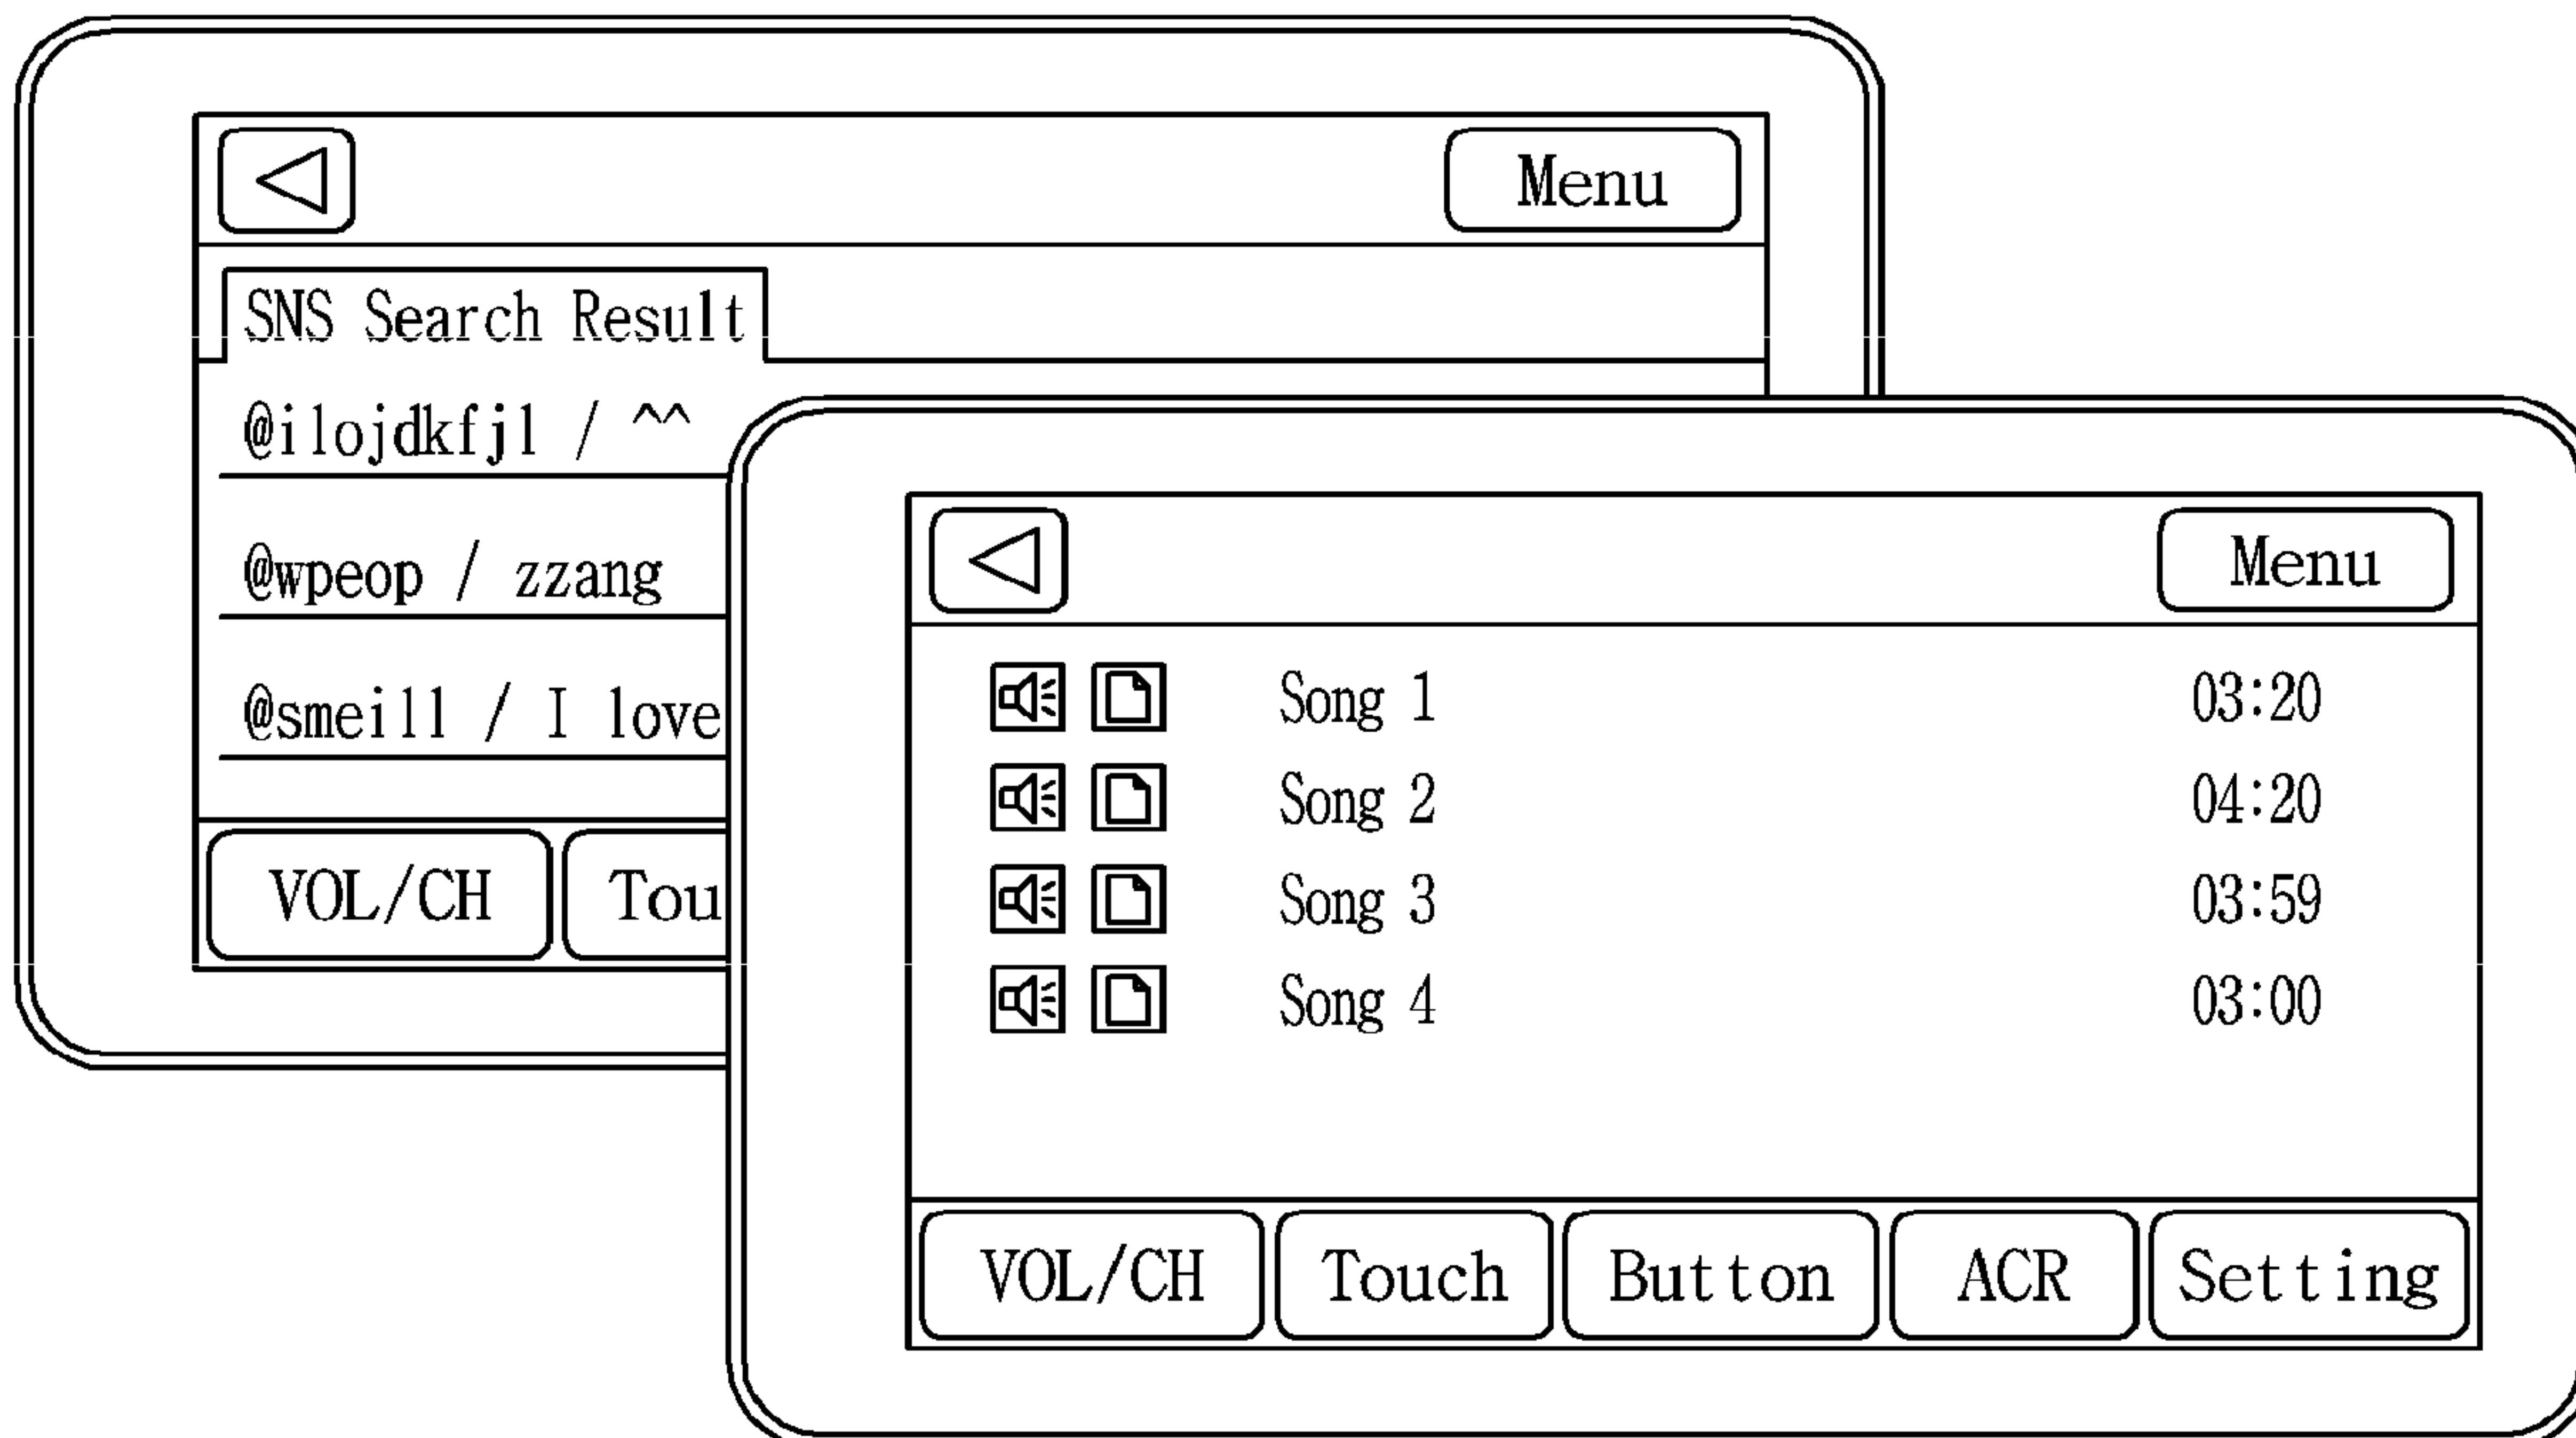 Menu
SNS Search Result
@ilojdkfjl / ^^
@wpeop / zzang
@smeill / I love
VOL/CH Tou
Menu
Song 1 03:20
Song 2 04:20
Song 3 03:59
Song 4 03:00
VOL/CH Touch Button ACR Setting